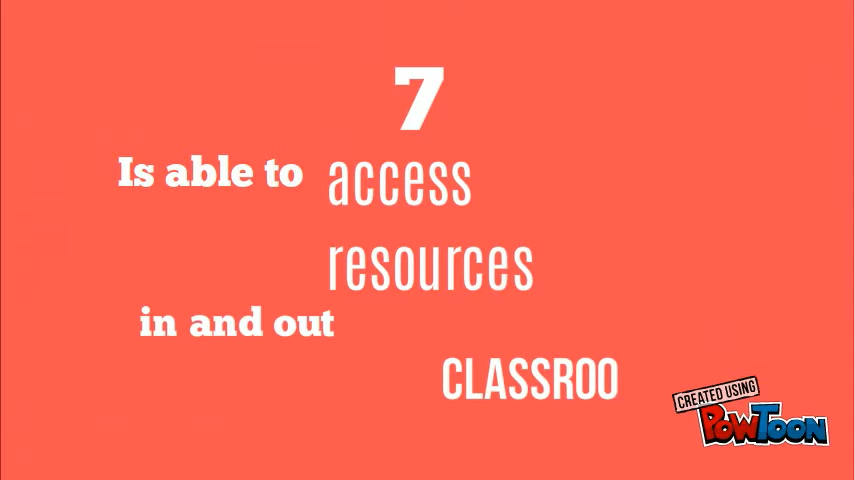 7
Is able to access
resources
in and out
CLASSROO
CREATED USING
POWTOON